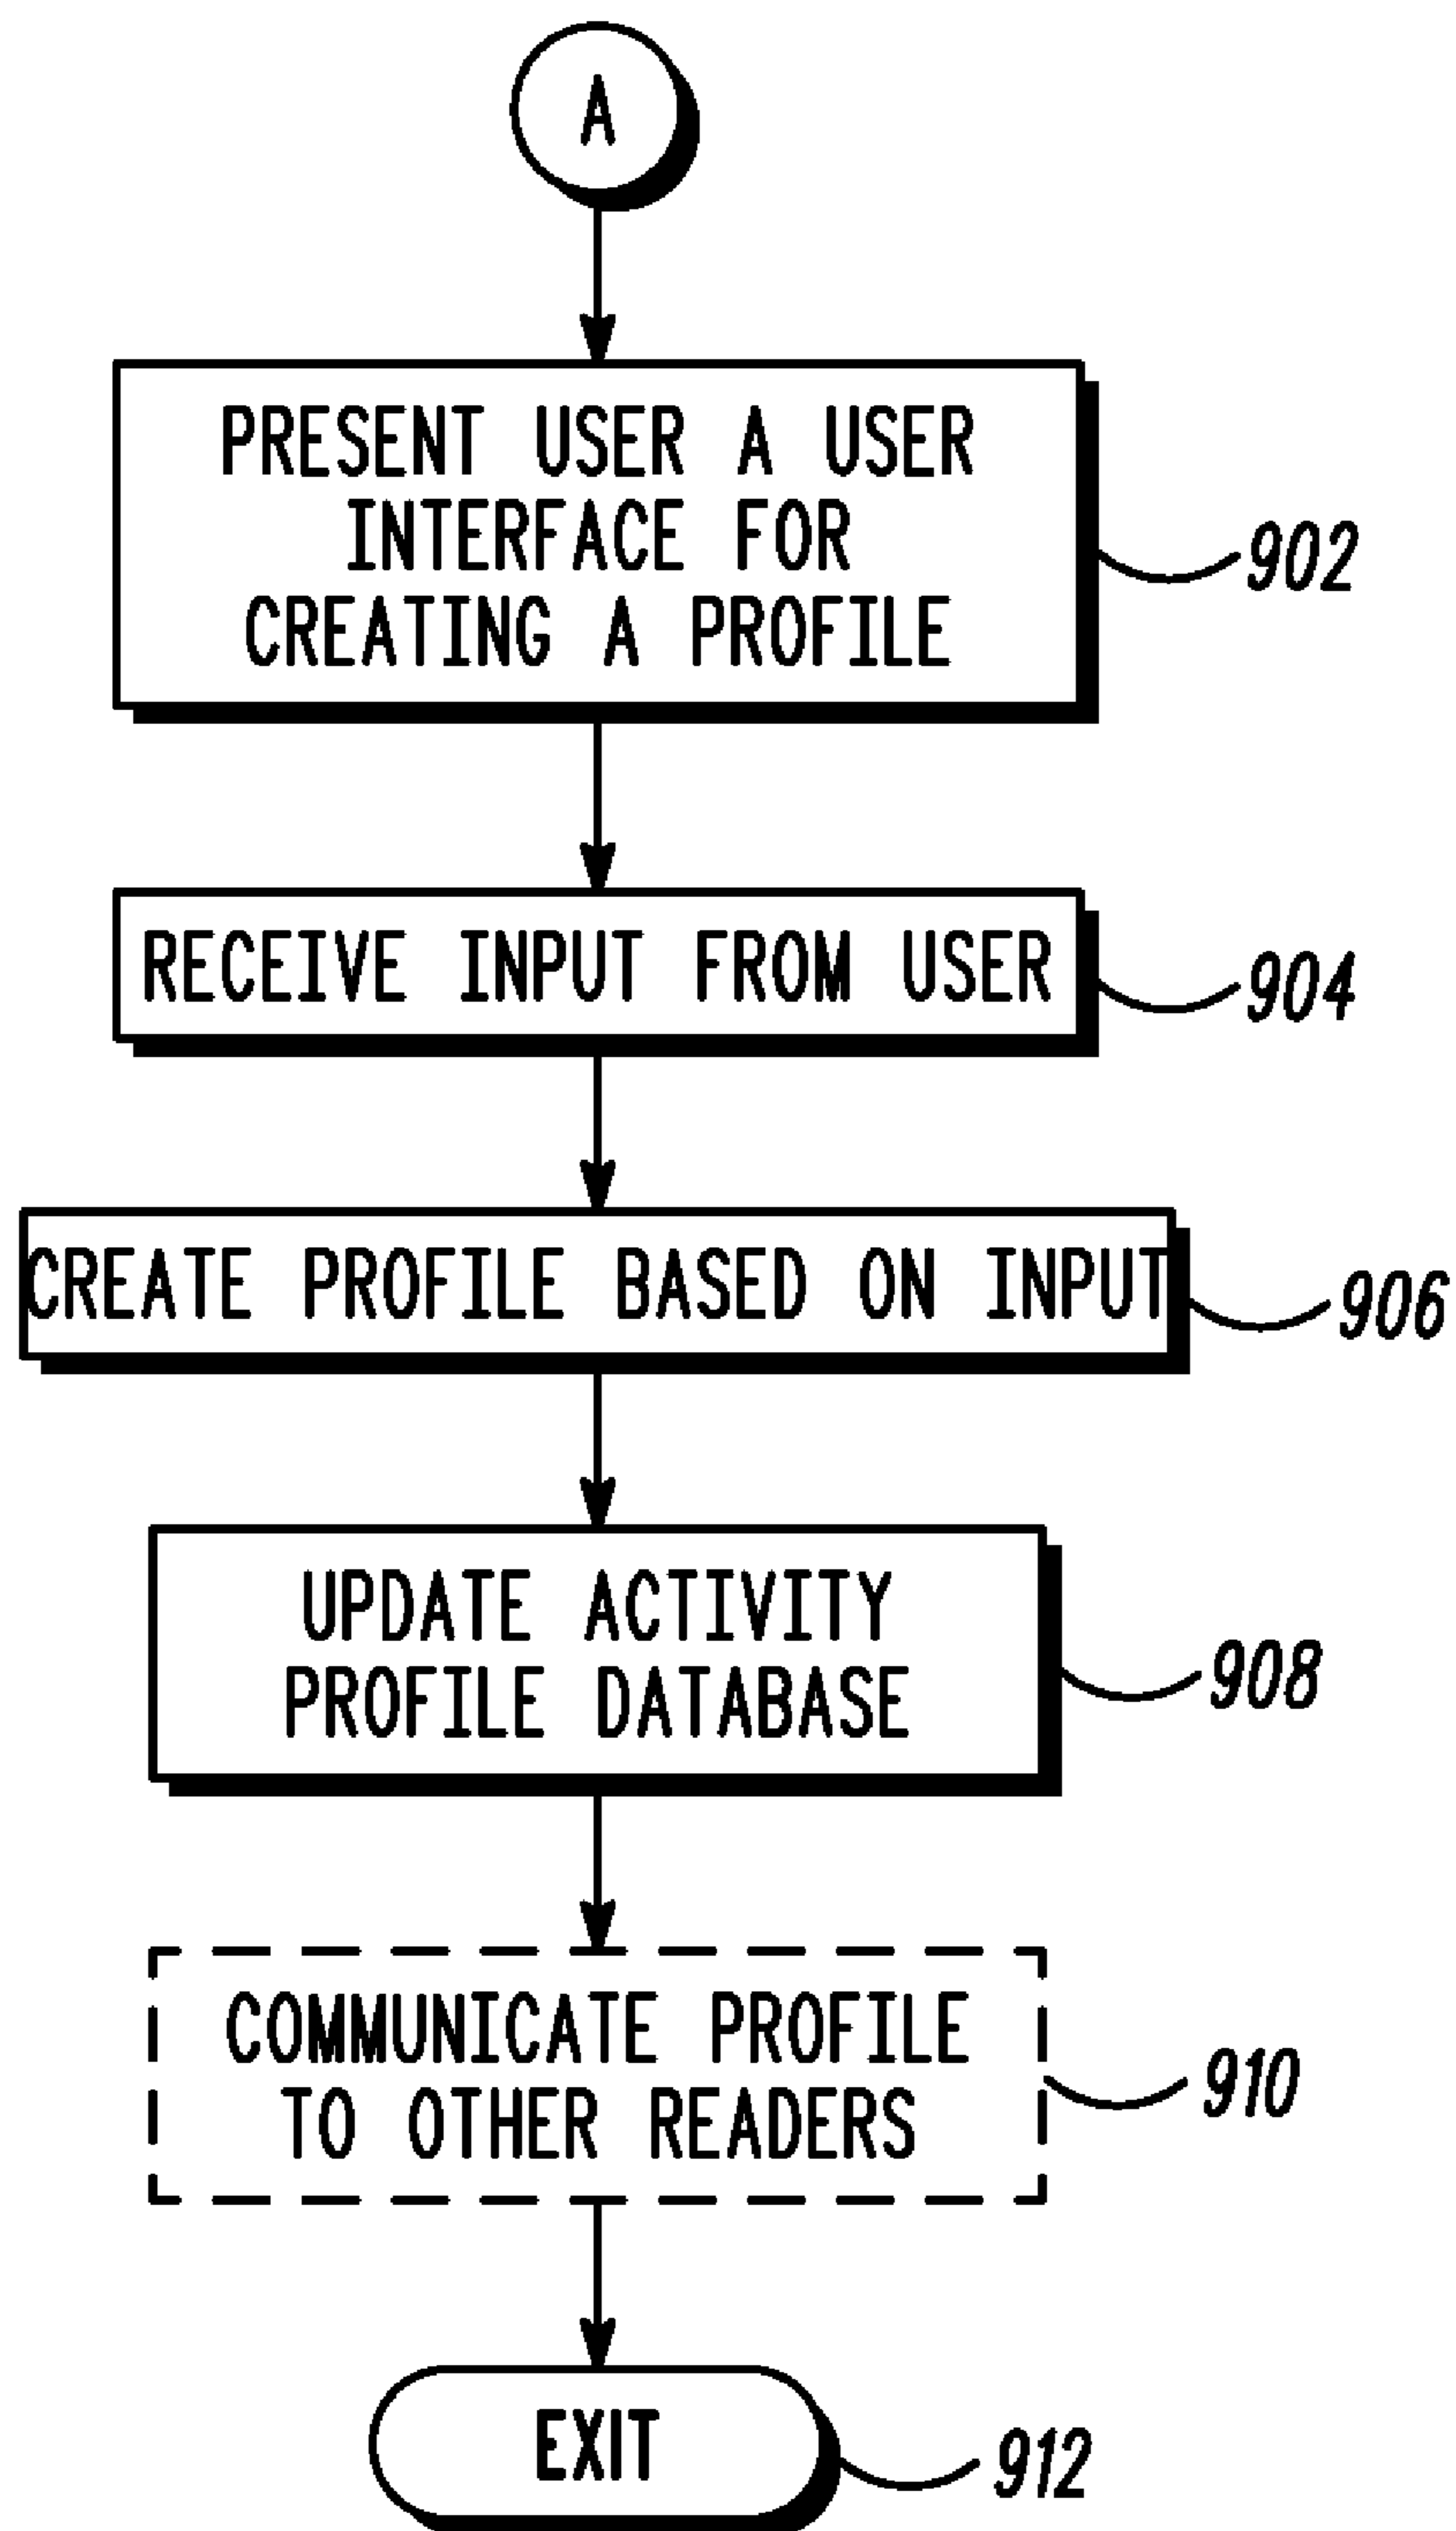 A
PRESENT USER A USER
INTERFACE FOR
CREATING A PROFILE
902
RECEIVE INPUT FROM USER
904
CREATE PROFILE BASED ON INPUT
906
UPDATE ACTIVITY
PROFILE DATABASE
908
COMMUNICATE PROFILE
TO OTHER READERS
910
EXIT
912